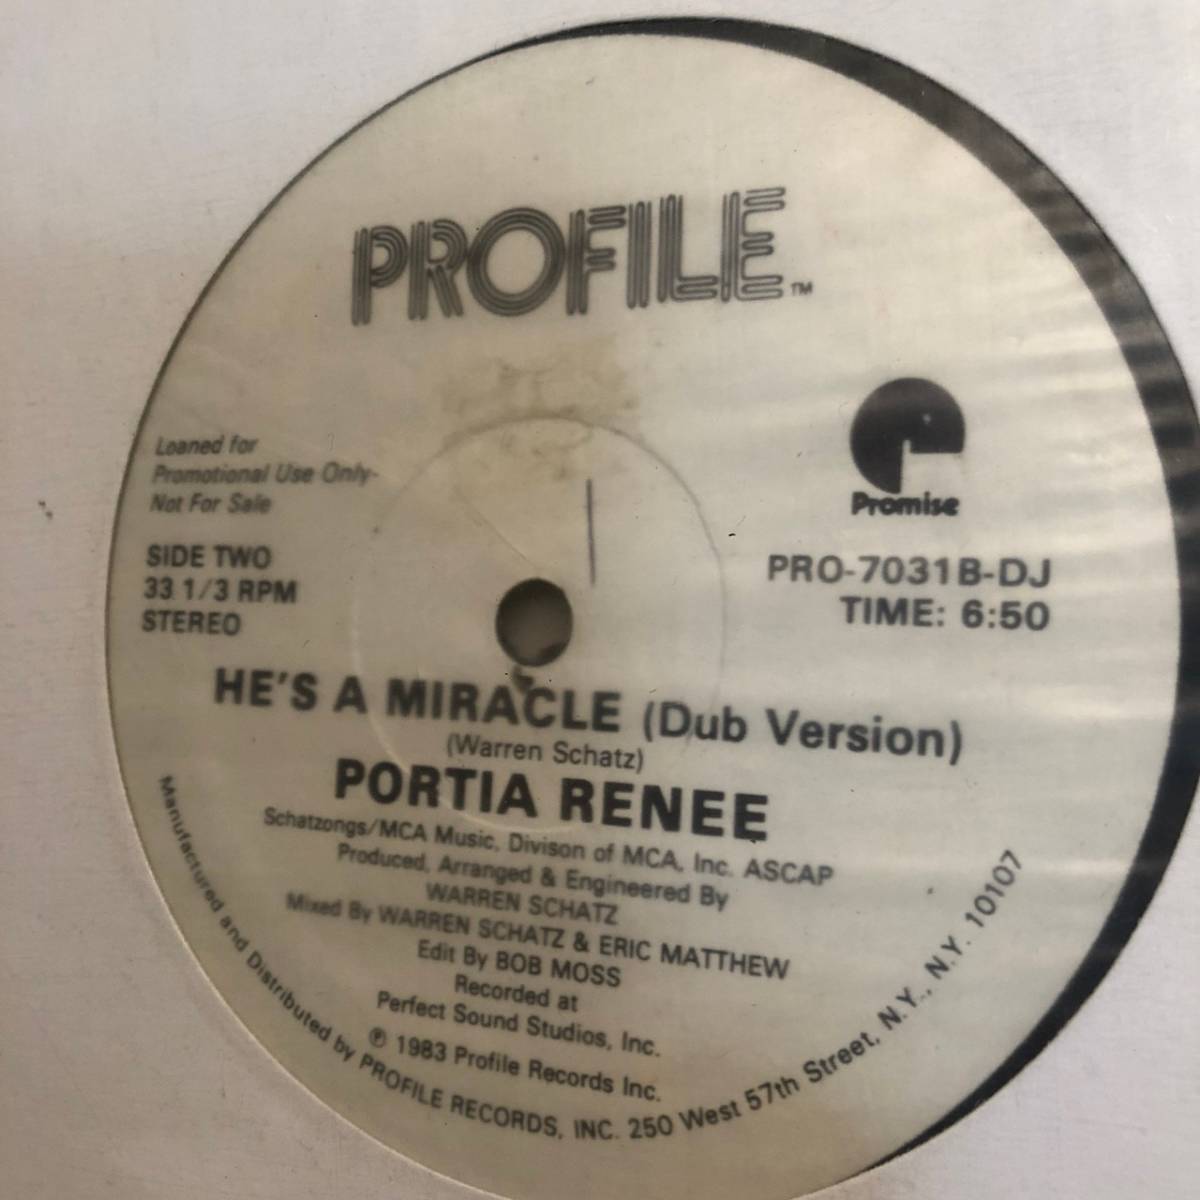 PROFILE™
Loaned for
Promotional Use Only-
Not For Sale
SIDE TWO
33 1/3 RPM
STEREO
Promise
PRO-7031B-DJ
TIME: 6:50
HE'S A MIRACLE (Dub Version)
(Warren Schatz)
PORTIA RENEE
Schatzongs/MCA Music, Divison of MCA, Inc. ASCAP
Produced, Arranged & Engineered By
WARREN SCHATZ
Mixed By WARREN SCHATZ & ERIC MATTHEW
Edit By BOB MOSS
Recorded at
Perfect Sound Studios, Inc.
℗ 1983 Profile Records Inc.
Manufactured and Distributed by PROFILE RECORDS, INC. 250 West 57th Street, N.Y., N.Y. 10107